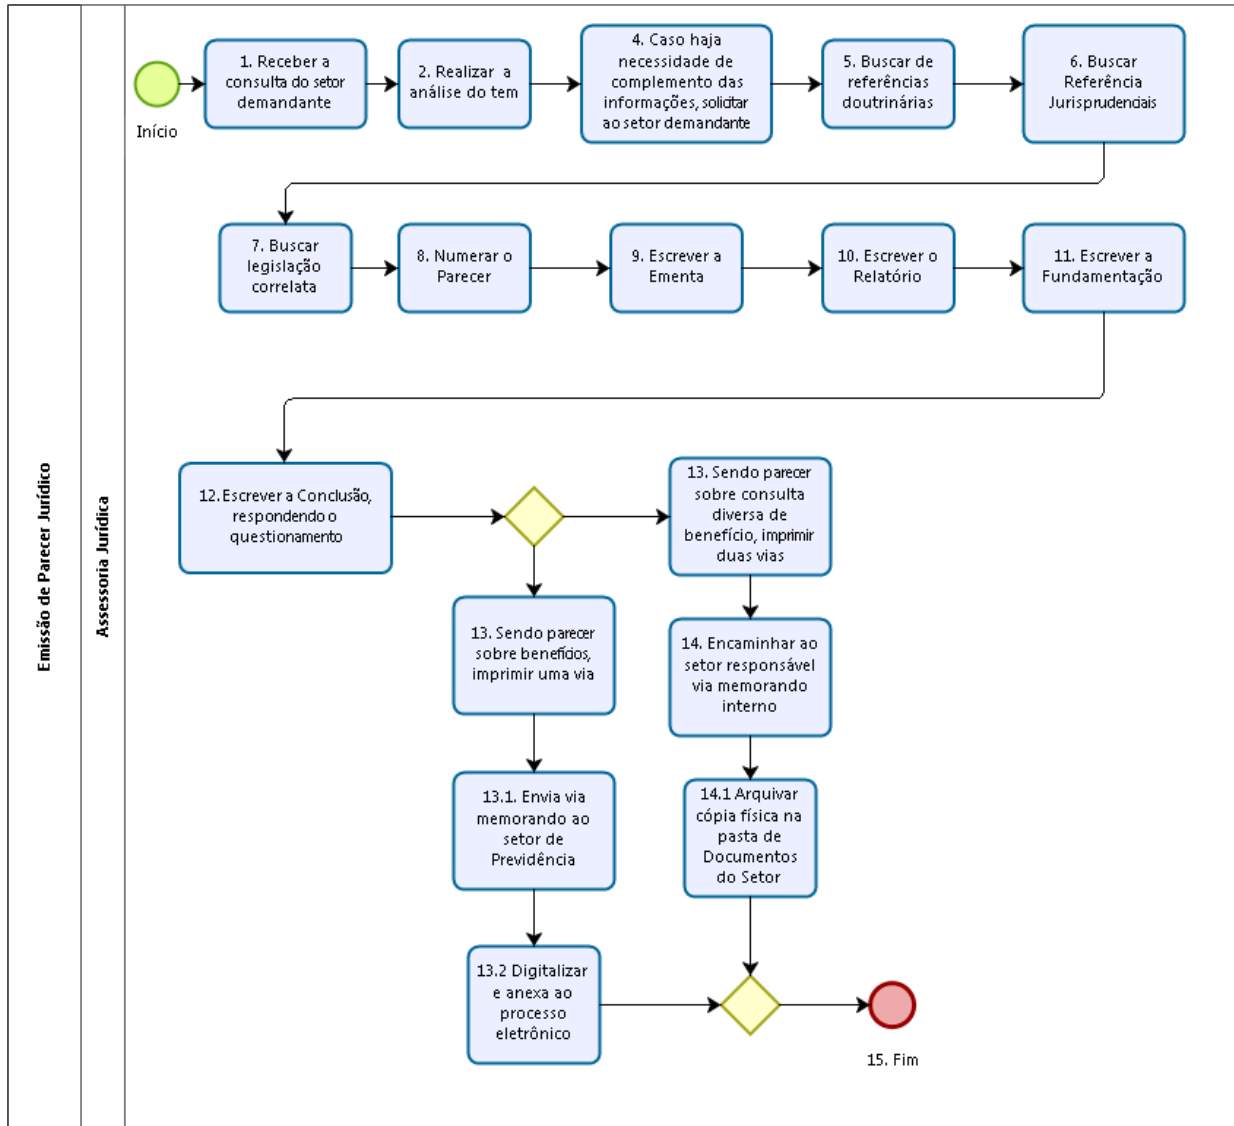 Emissão de Parecer Jurídico
Assessoria Jurídica
Início
1. Receber a
consulta do setor
demandante
2. Realizar a
análise do tem
4. Caso haja
necessidade de
complemento das
informações, solicitar
ao setor demandante
5. Buscar de
referências
doutrinárias
6. Buscar
Referência
Jurisprudenciais
7. Buscar
legislação
correlata
8. Numerar o
Parecer
9. Escrever a
Ementa
10. Escrever o
Relatório
11. Escrever a
Fundamentação
12. Escrever a Conclusão,
respondendo o
questionamento
13. Sendo parecer
sobre consulta
diversa de
benefício, imprimir
duas vias
13. Sendo parecer
sobre benefícios,
imprimir uma via
14. Encaminhar ao
setor responsável
via memorando
interno
13.1. Envia via
memorando ao
setor de
Previdência
14.1 Arquivar
cópia física na
pasta de
Documentos
do Setor
13.2 Digitalizar
e anexa ao
processo
eletrônico
15. Fim